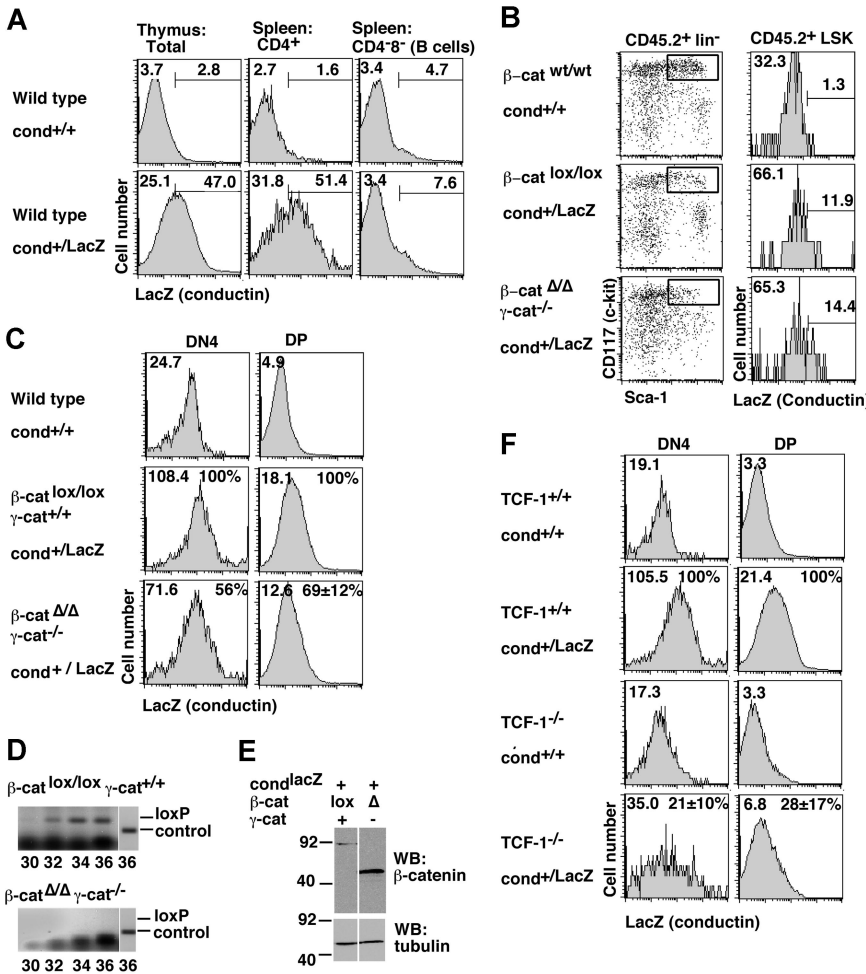 A
Thymus: Total
Spleen: CD4+
Spleen: CD4-8- (B cells)
Wild type
cond+/+
3.7 2.8
2.7 1.6
3.4 4.7
Wild type
cond+/LacZ
25.1 47.0
31.8 51.4
3.4 7.6
Cell number
LacZ (conductin)
B
CD45.2+ lin-
CD45.2+ LSK
β-cat wt/wt
cond+/+
32.3
1.3
β-cat lox/lox
cond+/LacZ
66.1
11.9
β-cat Δ/Δ
γ-cat-/-
cond+/LacZ
65.3
14.4
CD117 (c-kit)
Cell number
Sca-1
LacZ (Conductin)
C
DN4
DP
Wild type
cond+/+
24.7
4.9
β-cat lox/lox
γ-cat+/+
cond+/LacZ
108.4 100%
18.1 100%
β-cat Δ/Δ
γ-cat-/-
cond+ / LacZ
71.6 56%
12.6 69±12%
Cell number
LacZ (conductin)
D
β-cat lox/lox γ-cat+/+
loxP
control
30 32 34 36 36
β-cat Δ/Δ γ-cat-/-
loxP
control
30 32 34 36 36
E
cond lacZ + +
β-cat lox Δ
γ-cat + -
92
40
WB: β-catenin
92
40
WB: tubulin
F
DN4
DP
TCF-1+/+
cond+/+
19.1
3.3
TCF-1+/+
cond+/LacZ
105.5 100%
21.4 100%
TCF-1-/-
cond+/+
17.3
3.3
TCF-1-/-
cond+/LacZ
35.0 21±10%
6.8 28±17%
Cell number
LacZ (conductin)